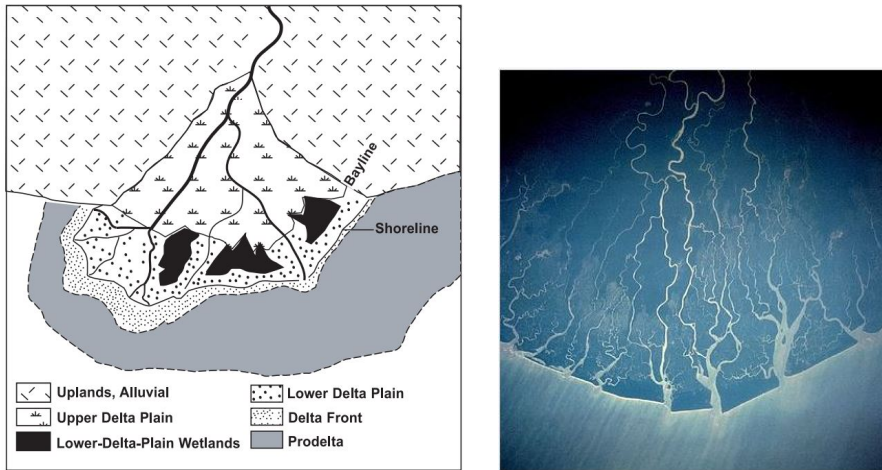 Bayline
Shoreline
Uplands, Alluvial
Upper Delta Plain
Lower-Delta-Plain Wetlands
Lower Delta Plain
Delta Front
Prodelta